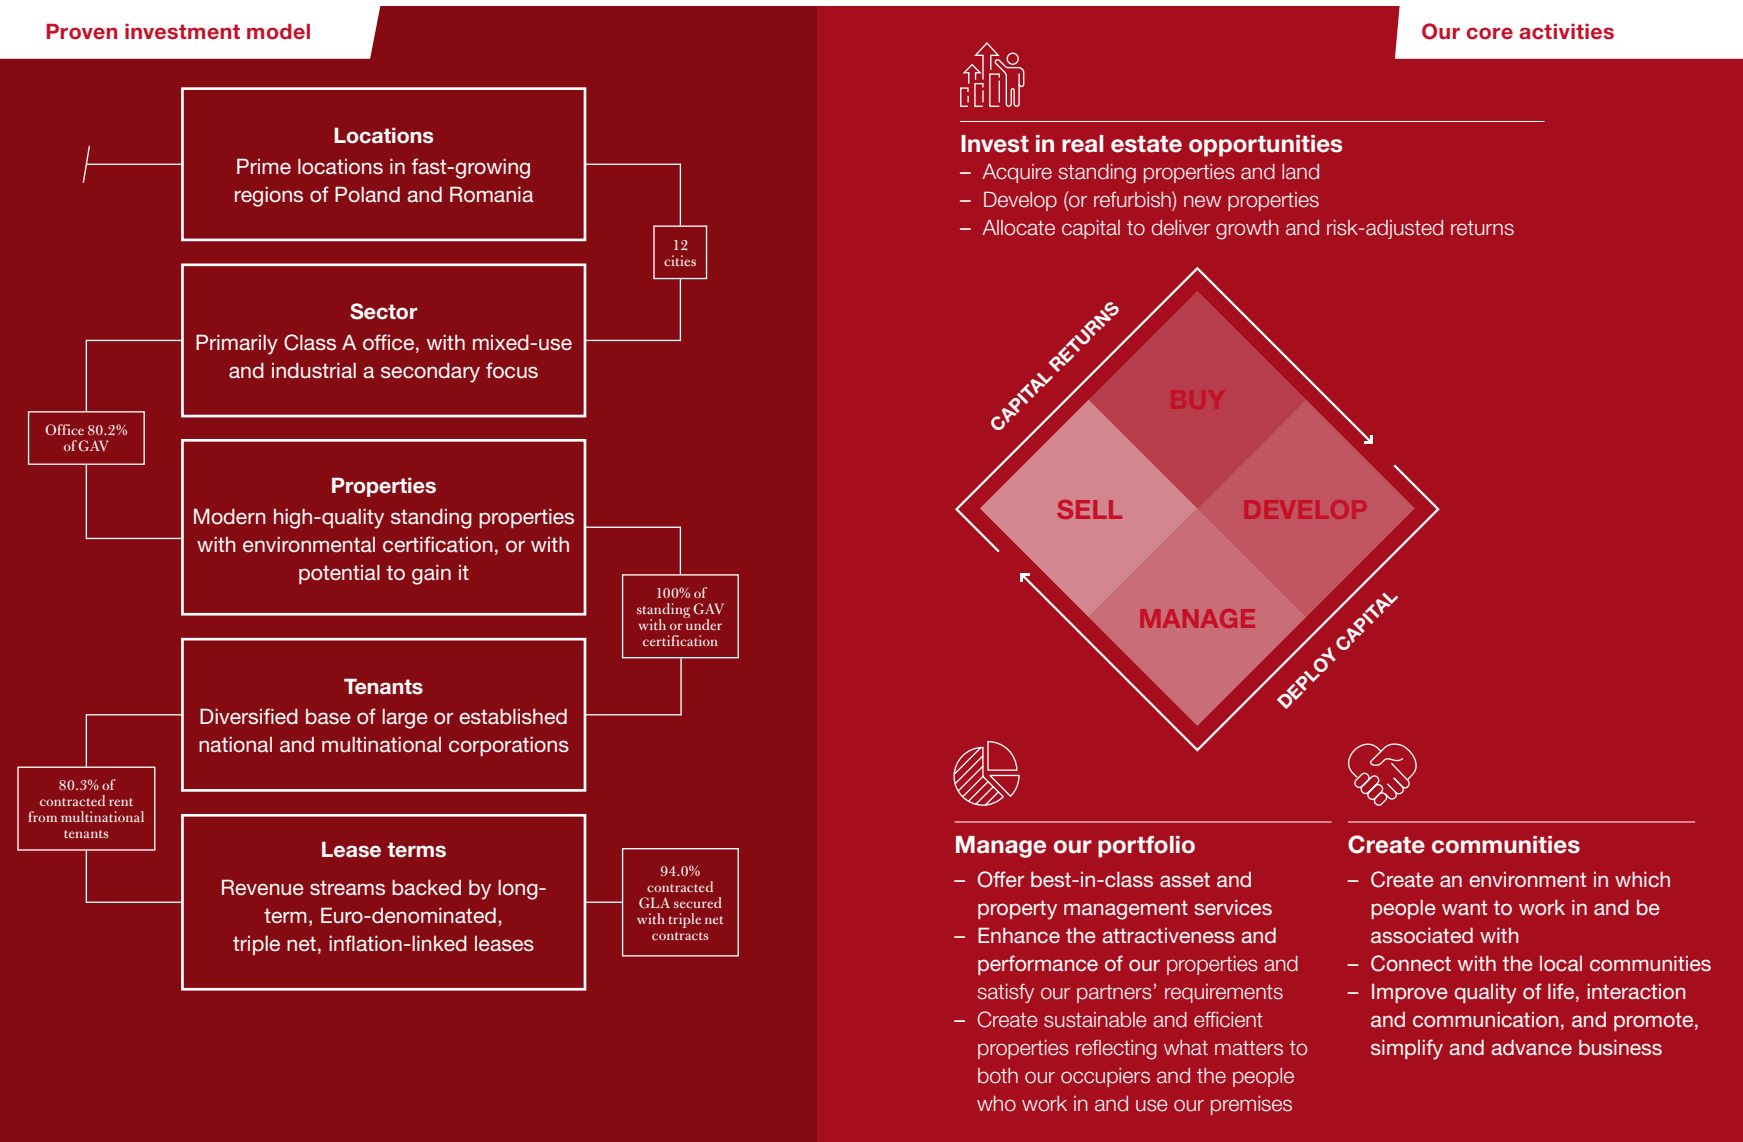 Proven investment model
Locations
Prime locations in fast-growing
regions of Poland and Romania
12
cities
Sector
Primarily Class A office, with mixed-use
and industrial a secondary focus
Office 80.2%
of GAV
Properties
Modern high-quality standing properties
with environmental certification, or with
potential to gain it
100% of
standing GAV
with or under
certification
Tenants
Diversified base of large or established
national and multinational corporations
80.3% of
contracted rent
from multinational
tenants
Lease terms
Revenue streams backed by long-
term, Euro-denominated,
triple net, inflation-linked leases
94.0%
contracted
GLA secured
with triple net
contracts
Our core activities
Invest in real estate opportunities
– Acquire standing properties and land
– Develop (or refurbish) new properties
– Allocate capital to deliver growth and risk-adjusted returns
CAPITAL RETURNS
BUY
SELL
DEVELOP
MANAGE
DEPLOY CAPITAL
Manage our portfolio
– Offer best-in-class asset and
property management services
– Enhance the attractiveness and
performance of our properties and
satisfy our partners’ requirements
– Create sustainable and efficient
properties reflecting what matters to
both our occupiers and the people
who work in and use our premises
Create communities
– Create an environment in which
people want to work in and be
associated with
– Connect with the local communities
– Improve quality of life, interaction
and communication, and promote,
simplify and advance business